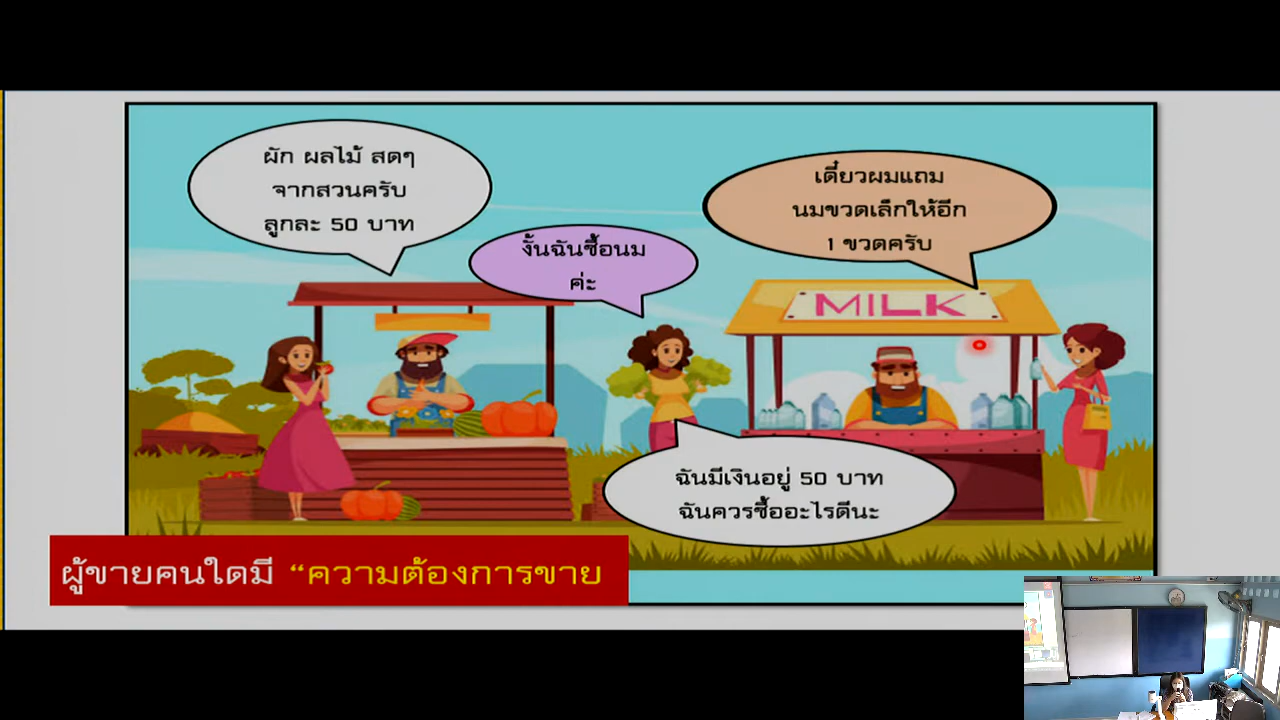 ผัก ผลไม้ สดๆ
จากสวนครับ
ลูกละ 50 บาท
งั้นฉันซื้อนม
ค่ะ
เดี๋ยวผมแถม
นมขวดเล็กให้อีก
1 ขวดครับ
MILK
ฉันมีเงินอยู่ 50 บาท
ฉันควรซื้ออะไรดีนะ
ผู้ขายคนใดมี “ความต้องการขาย